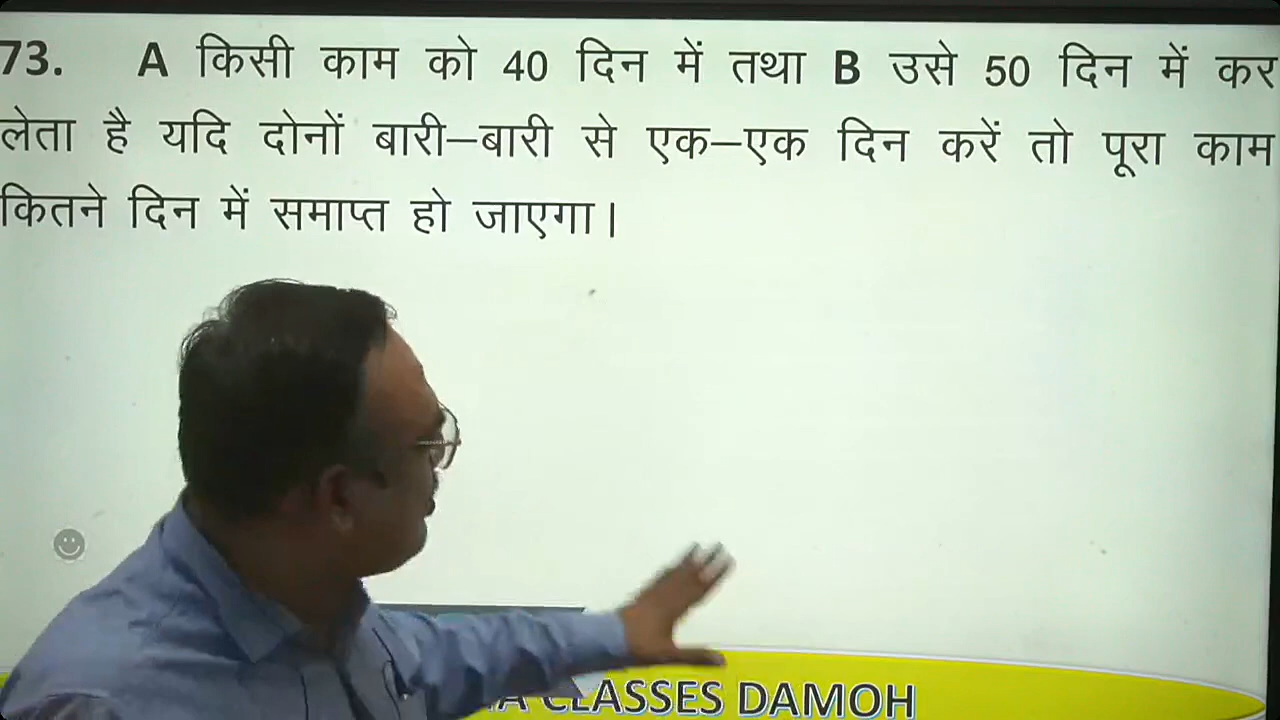 73. A किसी काम को 40 दिन में तथा B उसे 50 दिन में कर
लेता है यदि दोनों बारी–बारी से एक–एक दिन करें तो पूरा काम
कितने दिन में समाप्त हो जाएगा।
CLASSES DAMOH